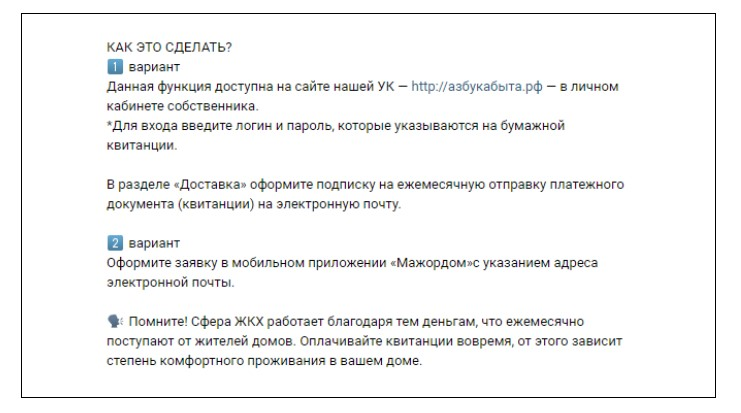 КАК ЭТО СДЕЛАТЬ?
1️⃣ вариант
Данная функция доступна на сайте нашей УК — http://азбукабыта.рф — в личном
кабинете собственника.
*Для входа введите логин и пароль, которые указываются на бумажной
квитанции.
В разделе «Доставка» оформите подписку на ежемесячную отправку платежного
документа (квитанции) на электронную почту.
2️⃣ вариант
Оформите заявку в мобильном приложении «Мажордом»с указанием адреса
электронной почты.
🗣 Помните! Сфера ЖКХ работает благодаря тем деньгам, что ежемесячно
поступают от жителей домов. Оплачивайте квитанции вовремя, от этого зависит
степень комфортного проживания в вашем доме.